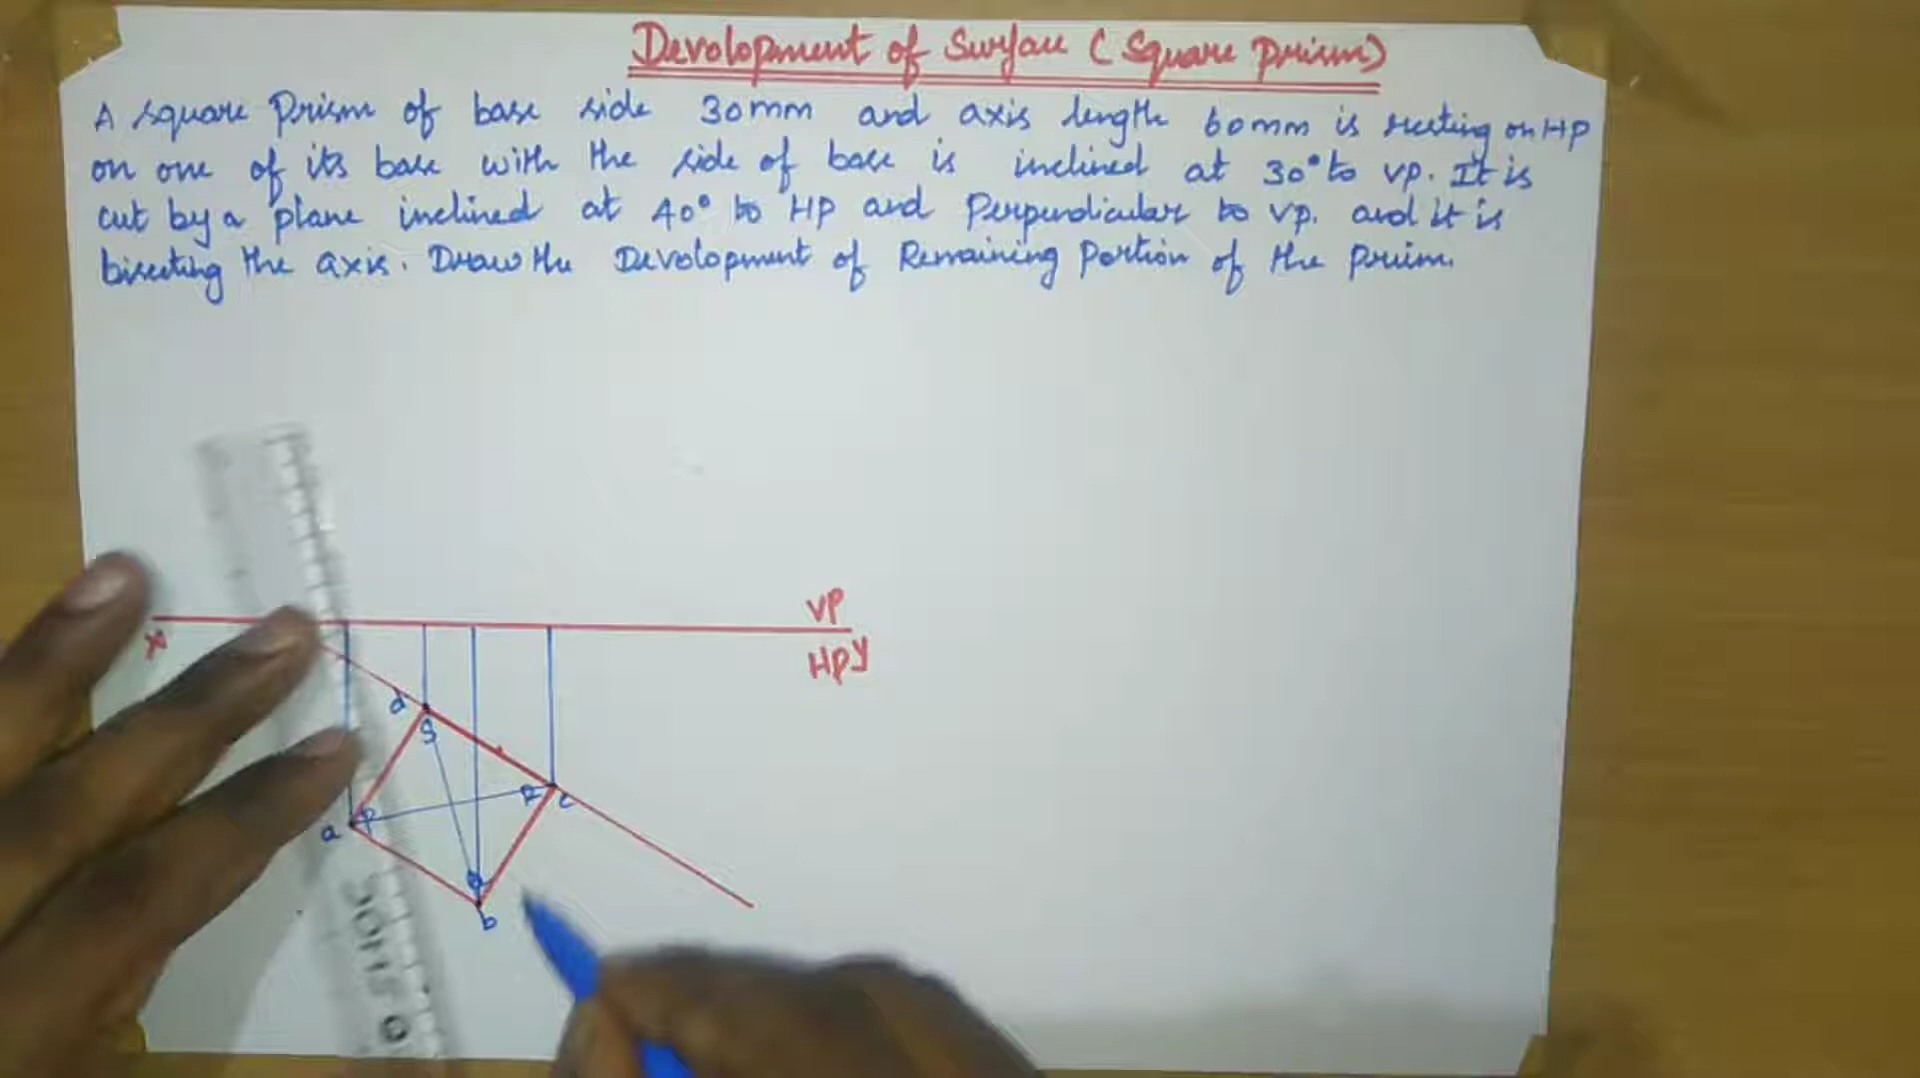 Devolopment of Surface (Square Prism)
A square Prism of base side 30mm and axis length 60mm is resting on HP
on one of its base with the side of base is inclined at 30° to VP. It is
cut by a plane inclined at 40° to HP and Perpendicular to VP. and it is
bisecting the axis. Draw the Devolopment of Remaining Portion of the Prism.
VP
X
HP Y
d
S
R c
a P
b